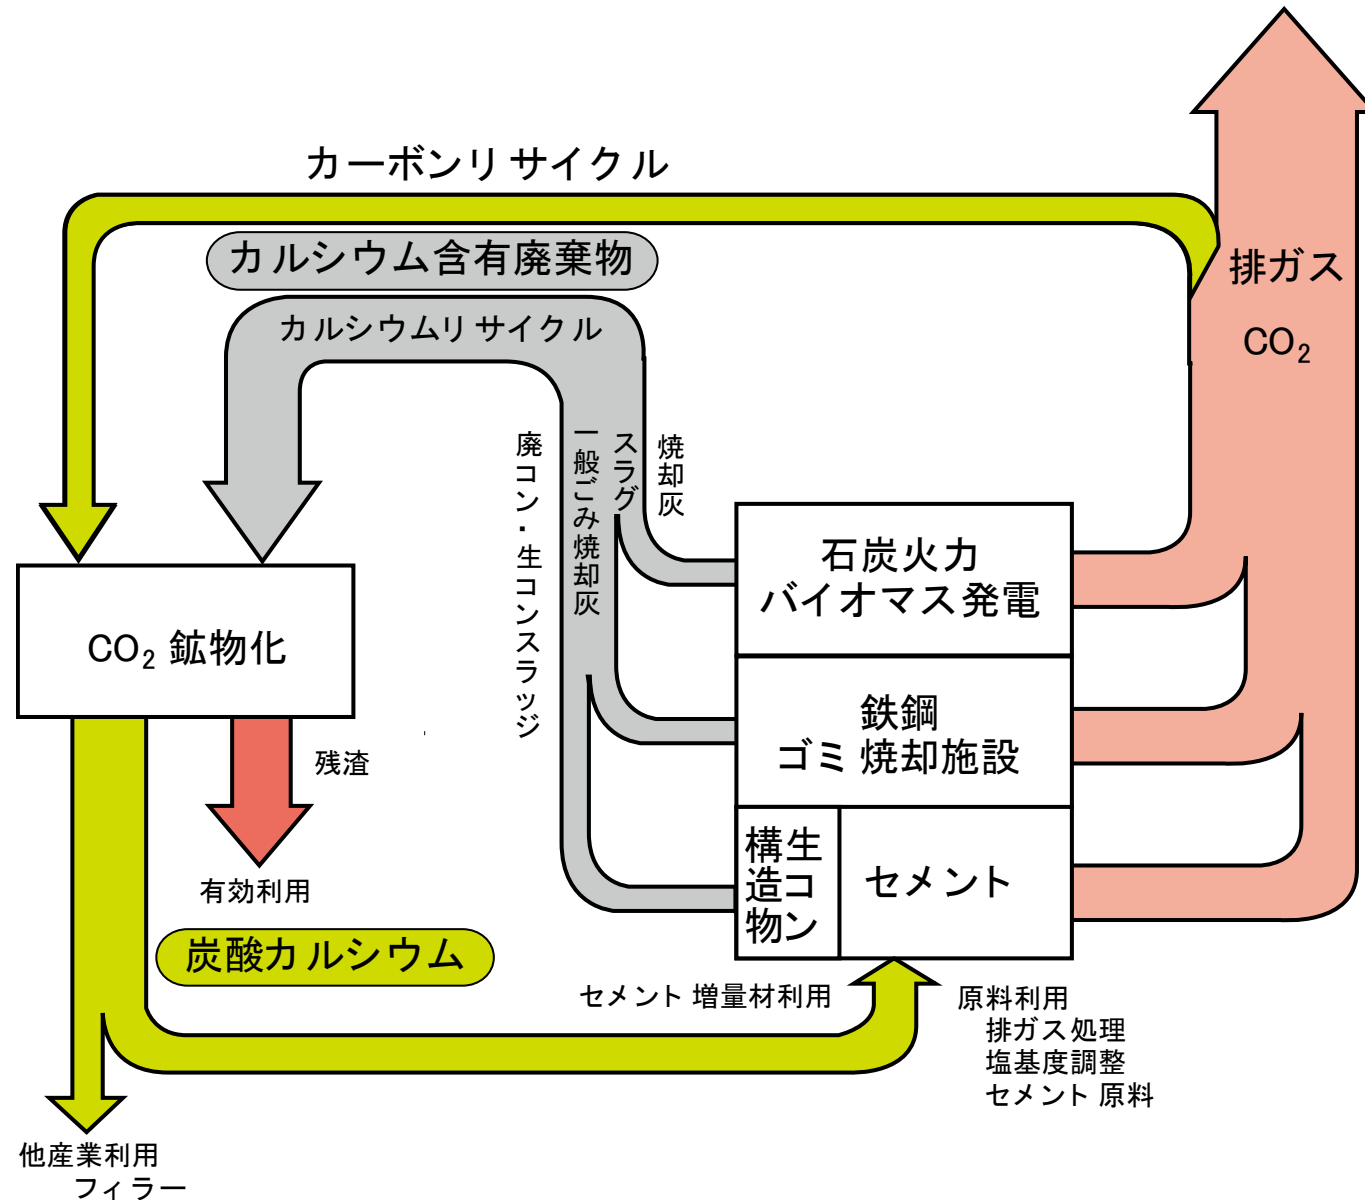 カーボンリサイクル
カルシウム含有廃棄物
カルシウムリサイクル
排ガス
CO₂
焼却灰
スラグ
一般ごみ焼却灰
廃コン・生コンスラッジ
石炭火力
バイオマス発電
CO₂ 鉱物化
鉄鋼
ゴミ焼却施設
残渣
生コン
構造物
セメント
有効利用
炭酸カルシウム
セメント増量材利用
原料利用
排ガス処理
塩基度調整
セメント原料
他産業利用
フィラー